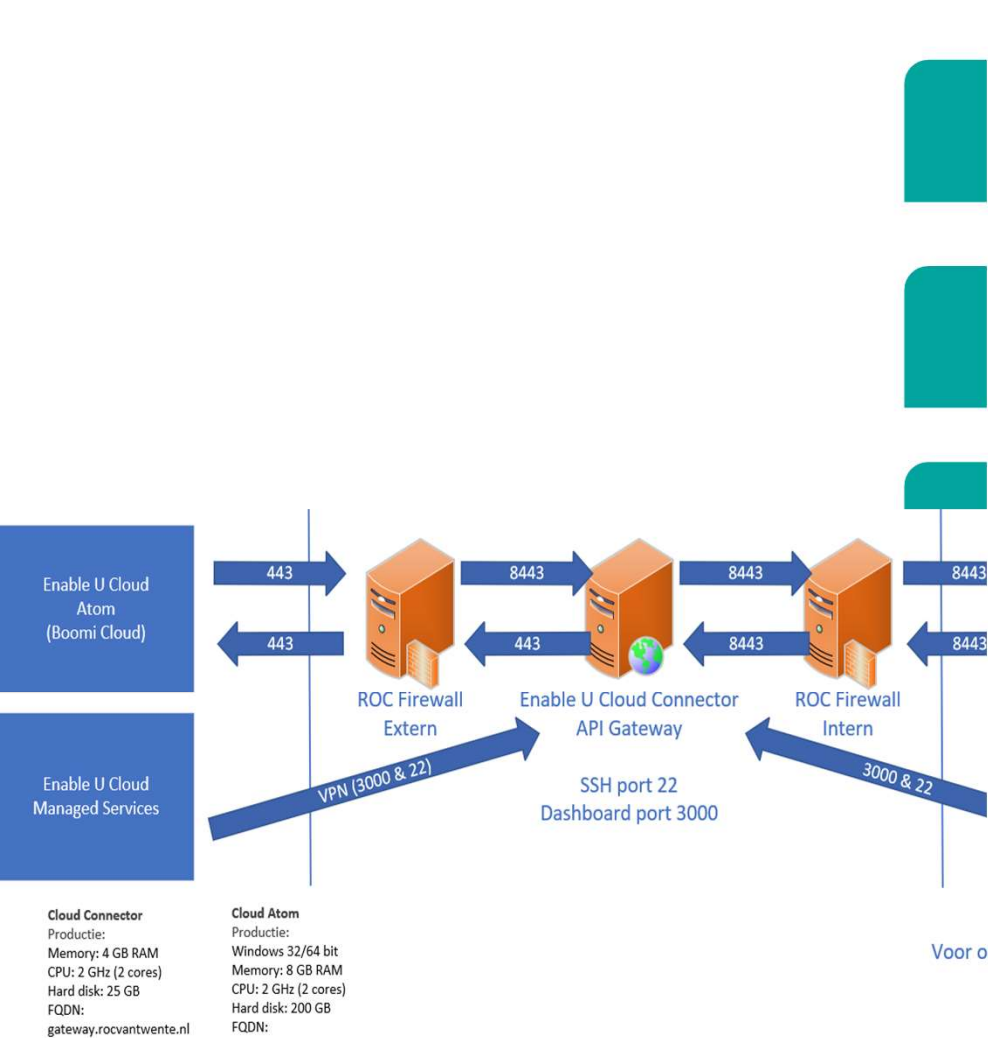 Enable U Cloud
Atom
(Boomi Cloud)
443
8443
8443
8443
443
443
8443
8443
ROC Firewall
Extern
Enable U Cloud Connector
API Gateway
ROC Firewall
Intern
Enable U Cloud
Managed Services
VPN (3000 & 22)
SSH port 22
Dashboard port 3000
3000 & 22
Cloud Connector
Productie:
Memory: 4 GB RAM
CPU: 2 GHz (2 cores)
Hard disk: 25 GB
FQDN:
gateway.rocvantwente.nl
Cloud Atom
Productie:
Windows 32/64 bit
Memory: 8 GB RAM
CPU: 2 GHz (2 cores)
Hard disk: 200 GB
FQDN:
Voor o